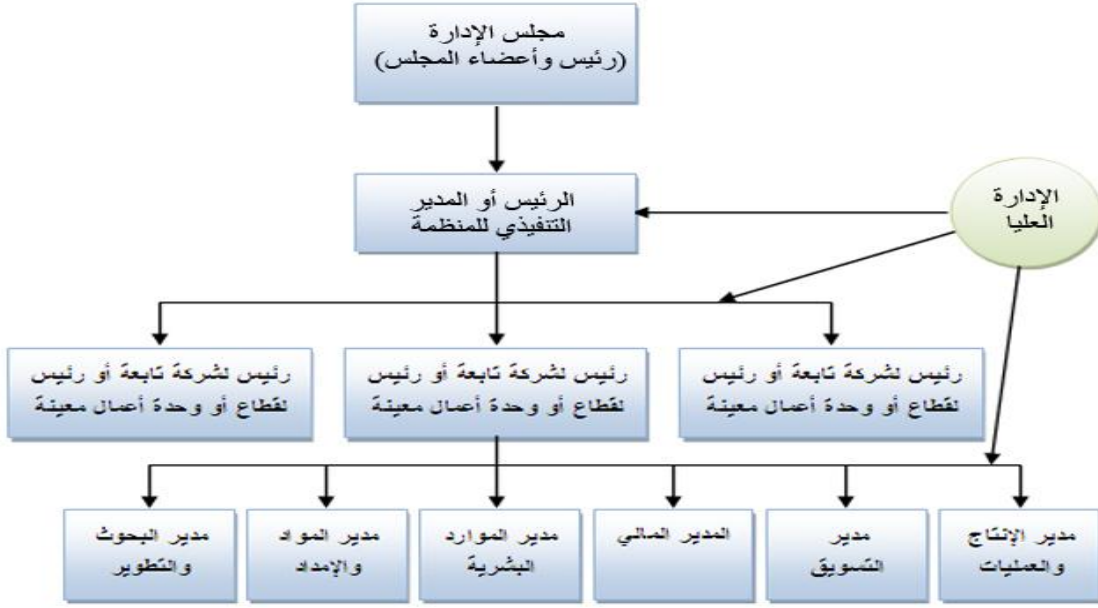 مجلس الإدارة
(رئيس وأعضاء المجلس)
الرئيس أو المدير
التنفيذي للمنظمة
الإدارة
العليا
رئيس لشركة تابعة أو رئيس
لقطاع أو وحدة أعمال معينة
رئيس لشركة تابعة أو رئيس
لقطاع أو وحدة أعمال معينة
رئيس لشركة تابعة أو رئيس
لقطاع أو وحدة أعمال معينة
مدير الإنتاج
والعمليات
مدير
التسويق
المدير المالي
مدير الموارد
البشرية
مدير المواد
والإمداد
مدير البحوث
والتطوير